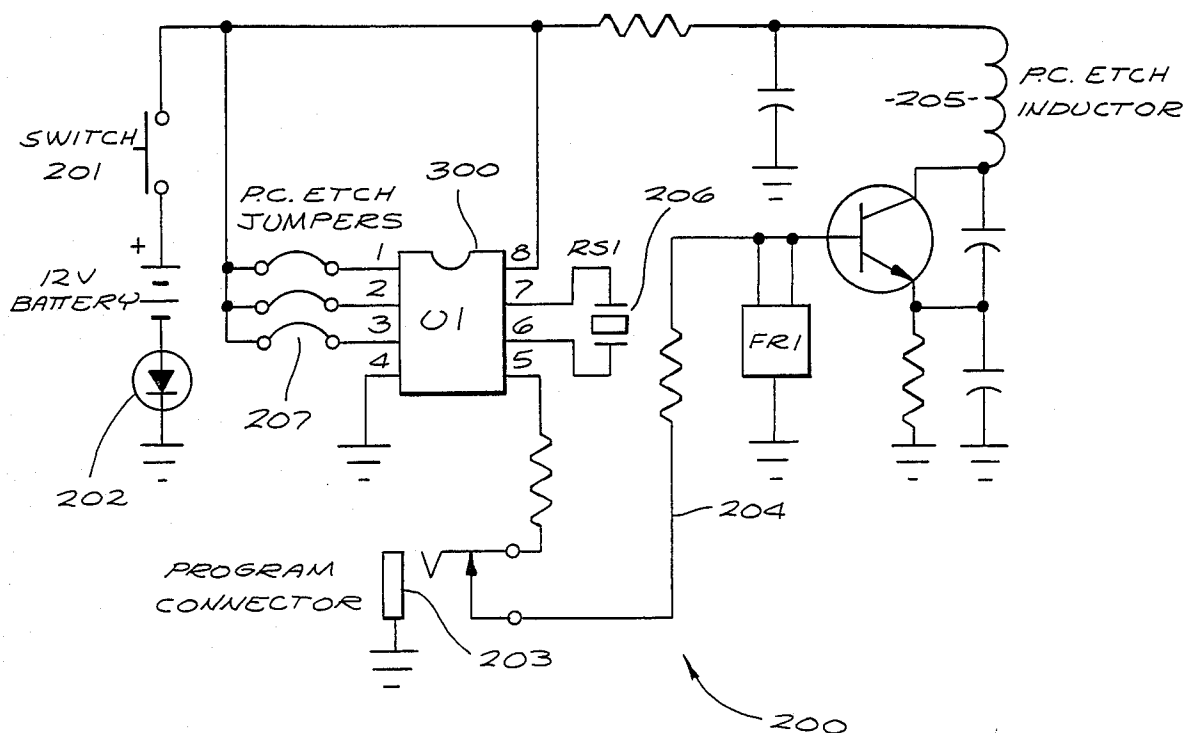 P.C. ETCH
INDUCTOR
-205-
SWITCH
201
P.C. ETCH
JUMPERS
300
206
RS1
+
12V
BATTERY
1
2
3
4
U1
8
7
6
5
FR1
207
202
204
PROGRAM
CONNECTOR
203
200